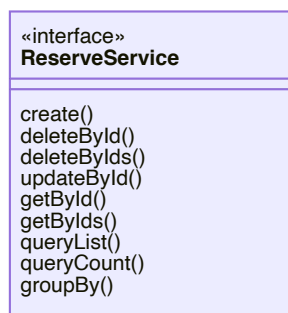 «interface»
ReserveService
create()
deleteById()
deleteByIds()
updateById()
getById()
getByIds()
queryList()
queryCount()
groupBy()